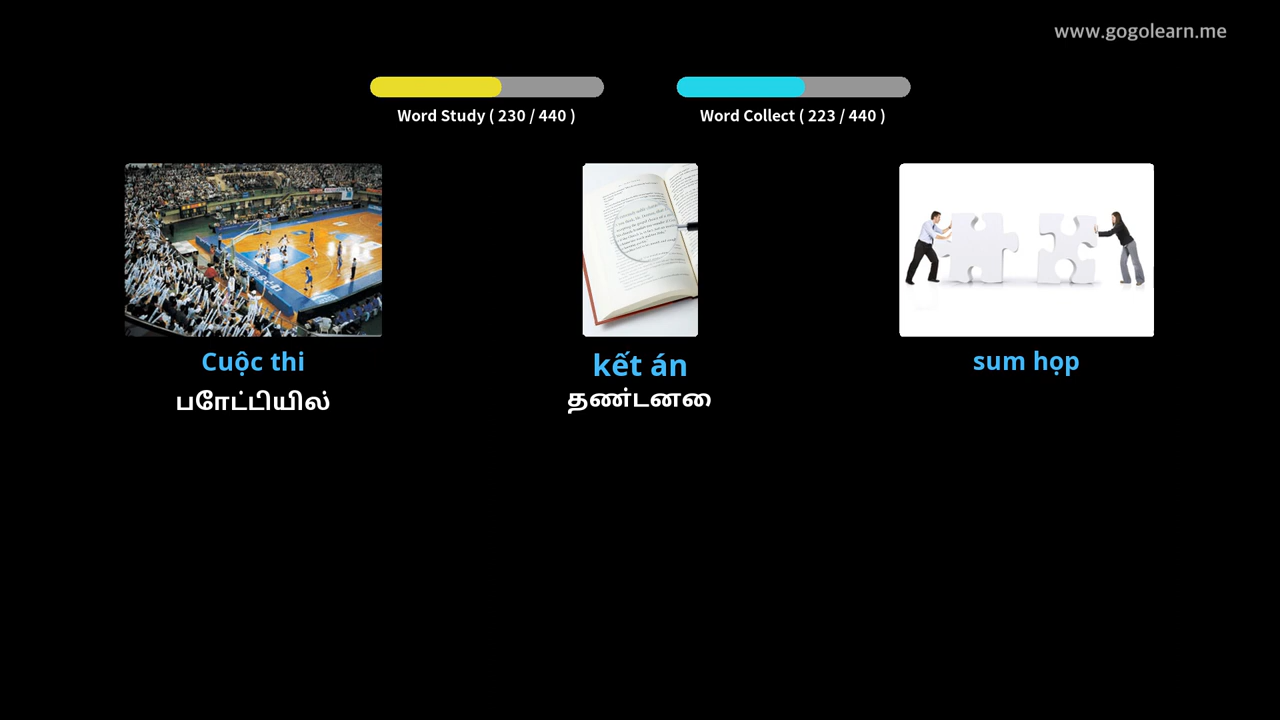 www.gogolearn.me
Word Study ( 230 / 440 )
Word Collect ( 223 / 440 )
Cuộc thi
kết án
sum họp
போட்டியில்
தண்டனை